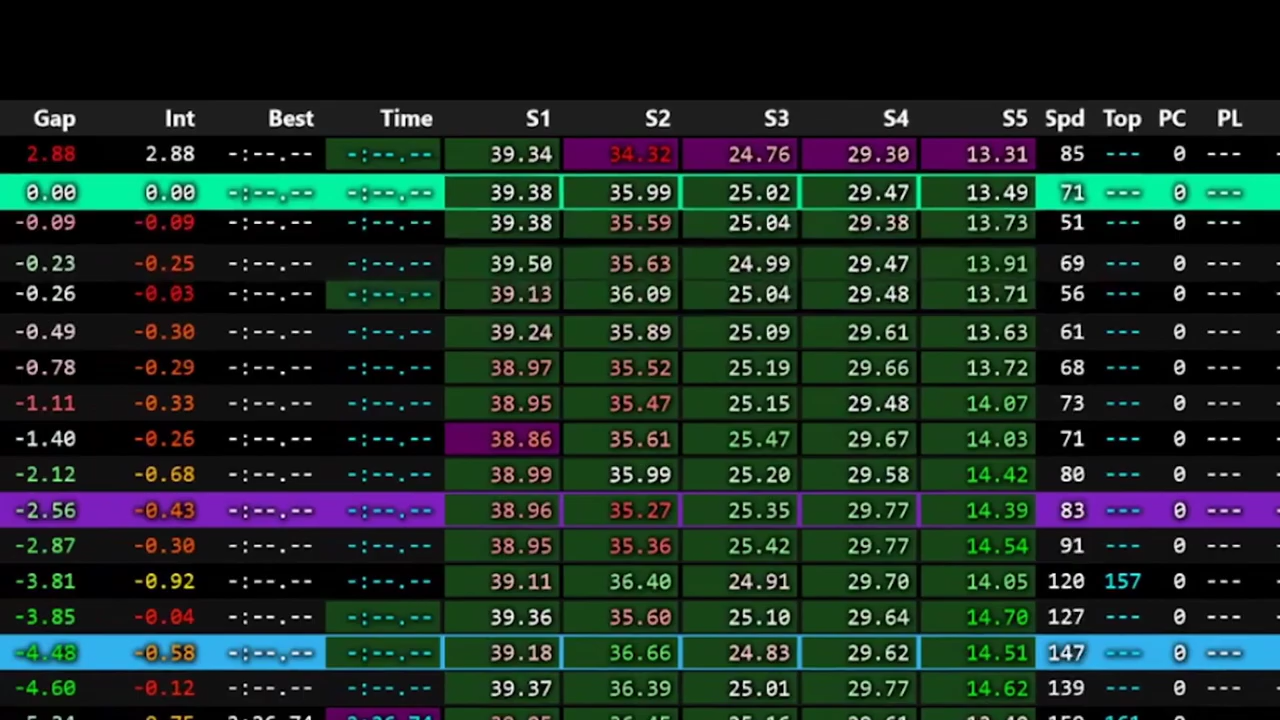 Gap Int Best Time S1 S2 S3 S4 S5 Spd Top PC PL
2.88 2.88 -:--.-- -:--.-- 39.34 34.32 24.76 29.30 13.31 85 --- 0 ---
0.00 0.00 -:--.-- -:--.-- 39.38 35.99 25.02 29.47 13.49 71 --- 0 ---
-0.09 -0.09 -:--.-- -:--.-- 39.38 35.59 25.04 29.38 13.73 51 --- 0 ---
-0.23 -0.25 -:--.-- -:--.-- 39.50 35.63 24.99 29.47 13.91 69 --- 0 ---
-0.26 -0.03 -:--.-- -:--.-- 39.13 36.09 25.04 29.48 13.71 56 --- 0 ---
-0.49 -0.30 -:--.-- -:--.-- 39.24 35.89 25.09 29.61 13.63 61 --- 0 ---
-0.78 -0.29 -:--.-- -:--.-- 38.97 35.52 25.19 29.66 13.72 68 --- 0 ---
-1.11 -0.33 -:--.-- -:--.-- 38.95 35.47 25.15 29.48 14.07 73 --- 0 ---
-1.40 -0.26 -:--.-- -:--.-- 38.86 35.61 25.47 29.67 14.03 71 --- 0 ---
-2.12 -0.68 -:--.-- -:--.-- 38.99 35.99 25.20 29.58 14.42 80 --- 0 ---
-2.56 -0.43 -:--.-- -:--.-- 38.96 35.27 25.35 29.77 14.39 83 --- 0 ---
-2.87 -0.30 -:--.-- -:--.-- 38.95 35.36 25.42 29.77 14.54 91 --- 0 ---
-3.81 -0.92 -:--.-- -:--.-- 39.11 36.40 24.91 29.70 14.05 120 157 0 ---
-3.85 -0.04 -:--.-- -:--.-- 39.36 35.60 25.10 29.64 14.70 127 --- 0 ---
-4.48 -0.58 -:--.-- -:--.-- 39.18 36.66 24.83 29.62 14.51 147 --- 0 ---
-4.60 -0.12 -:--.-- -:--.-- 39.37 36.39 25.01 29.77 14.62 139 --- 0 ---